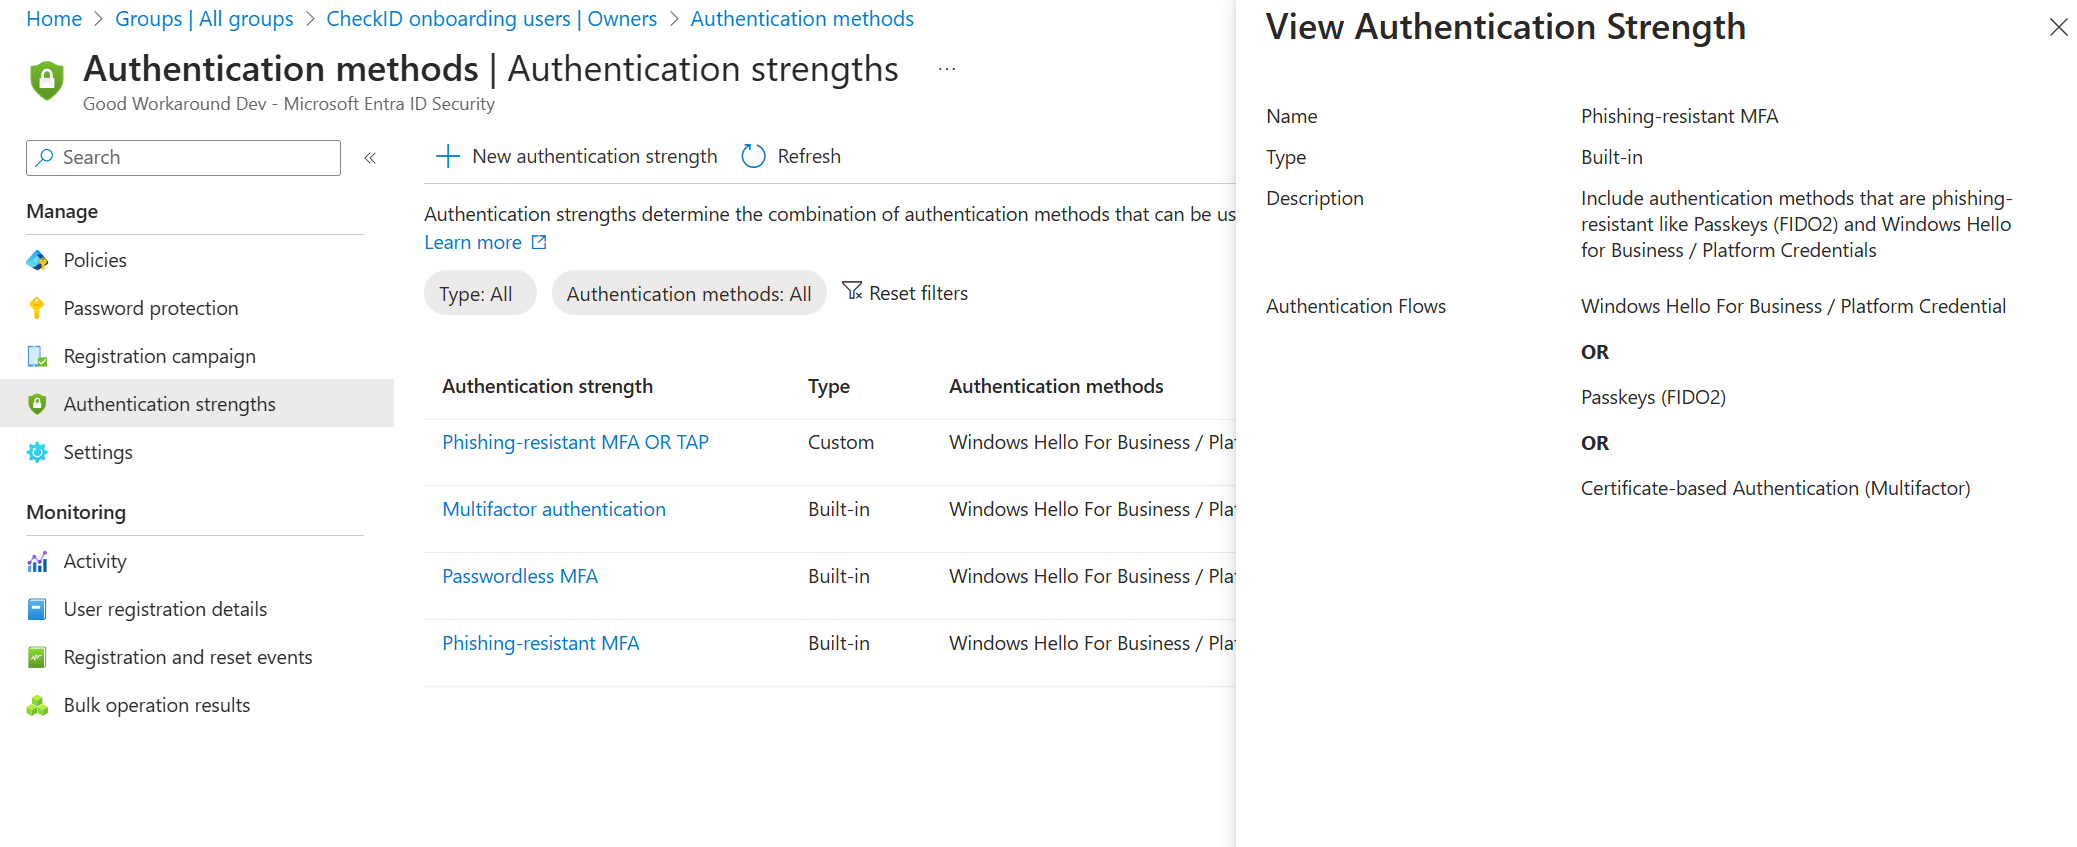 Home > Groups | All groups > CheckID onboarding users | Owners > Authentication methods
Authentication methods | Authentication strengths ...
Good Workaround Dev - Microsoft Entra ID Security
Search «
Manage
Policies
Password protection
Registration campaign
Authentication strengths
Settings
Monitoring
Activity
User registration details
Registration and reset events
Bulk operation results
New authentication strength Refresh
Authentication strengths determine the combination of authentication methods that can be us
Learn more
Type: All Authentication methods: All Reset filters
Authentication strength Type Authentication methods
Phishing-resistant MFA OR TAP Custom Windows Hello For Business / Pla
Multifactor authentication Built-in Windows Hello For Business / Pla
Passwordless MFA Built-in Windows Hello For Business / Pla
Phishing-resistant MFA Built-in Windows Hello For Business / Pla
View Authentication Strength
Name Phishing-resistant MFA
Type Built-in
Description Include authentication methods that are phishing-
resistant like Passkeys (FIDO2) and Windows Hello
for Business / Platform Credentials
Authentication Flows Windows Hello For Business / Platform Credential
OR
Passkeys (FIDO2)
OR
Certificate-based Authentication (Multifactor)